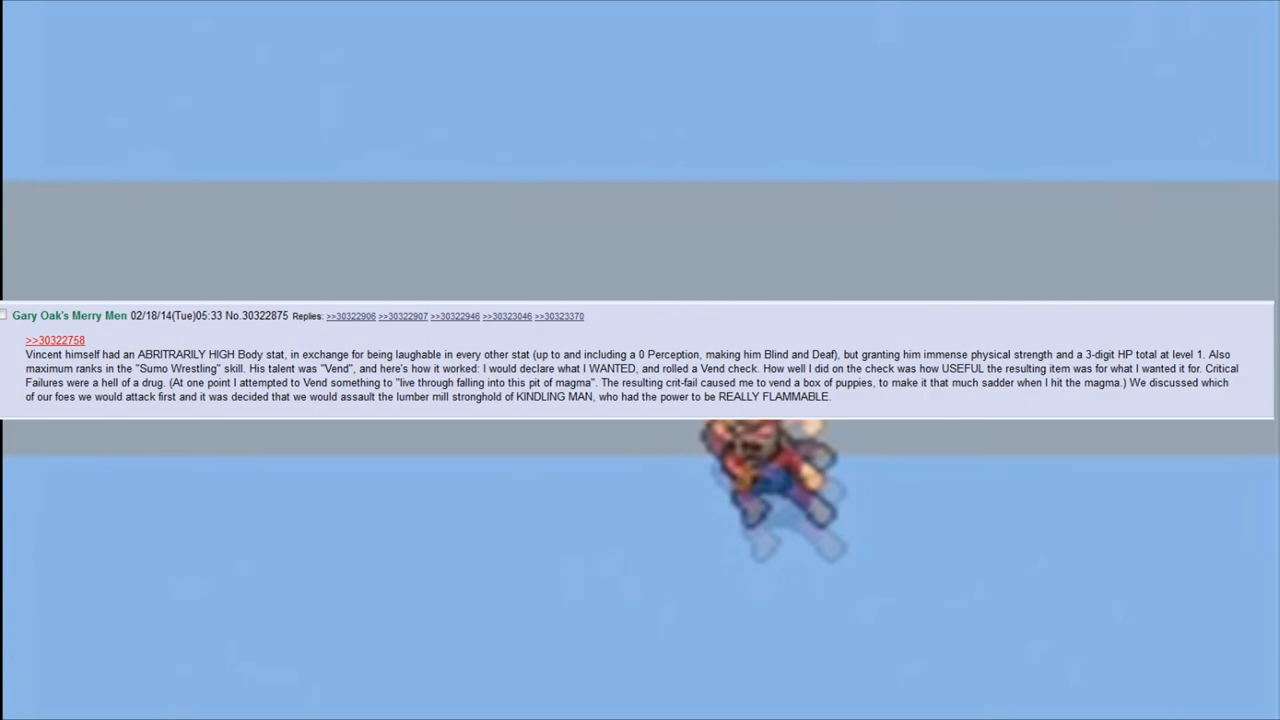 Gary Oak's Merry Men 02/18/14(Tue)05:33 No.30322875 Replies: >>30322906 >>30322907 >>30322946 >>30323046 >>30323370
>>30322758
Vincent himself had an ABRITRARILY HIGH Body stat, in exchange for being laughable in every other stat (up to and including a 0 Perception, making him Blind and Deaf), but granting him immense physical strength and a 3-digit HP total at level 1. Also
maximum ranks in the "Sumo Wrestling" skill. His talent was "Vend", and here's how it worked: I would declare what I WANTED, and rolled a Vend check. How well I did on the check was how USEFUL the resulting item was for what I wanted it for. Critical
Failures were a hell of a drug. (At one point I attempted to Vend something to "live through falling into this pit of magma". The resulting crit-fail caused me to vend a box of puppies, to make it that much sadder when I hit the magma.) We discussed which
of our foes we would attack first and it was decided that we would assault the lumber mill stronghold of KINDLING MAN, who had the power to be REALLY FLAMMABLE.